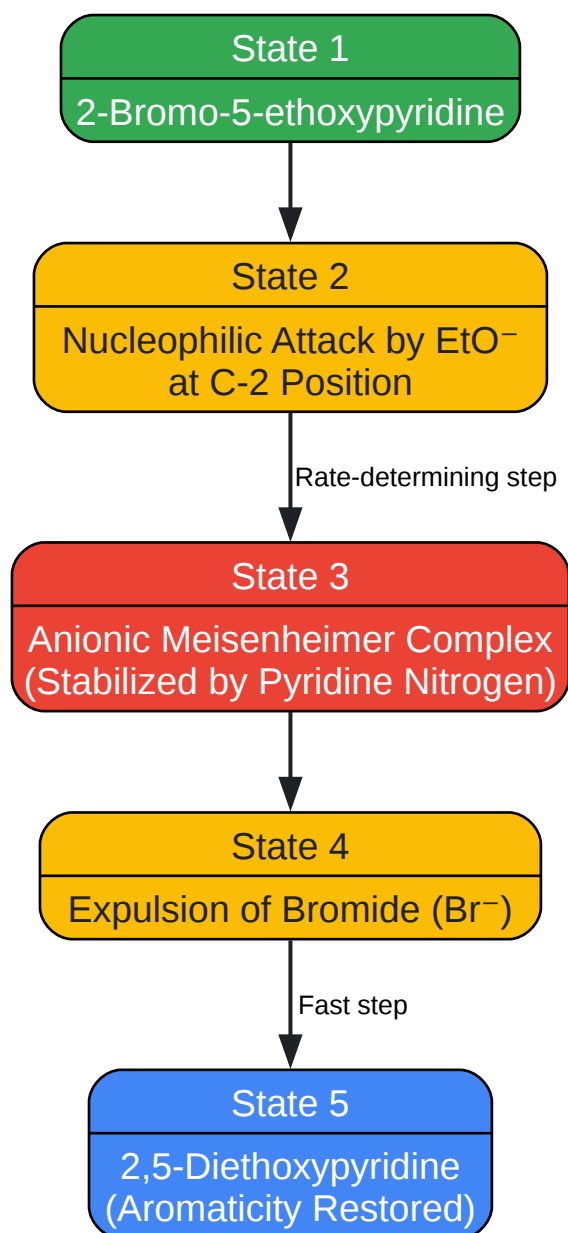 State 1
2-Bromo-5-ethoxypyridine
State 2
Nucleophilic Attack by EtO⁻
at C-2 Position
Rate-determining step
State 3
Anionic Meisenheimer Complex
(Stabilized by Pyridine Nitrogen)
State 4
Expulsion of Bromide (Br⁻)
Fast step
State 5
2,5-Diethoxypyridine
(Aromaticity Restored)